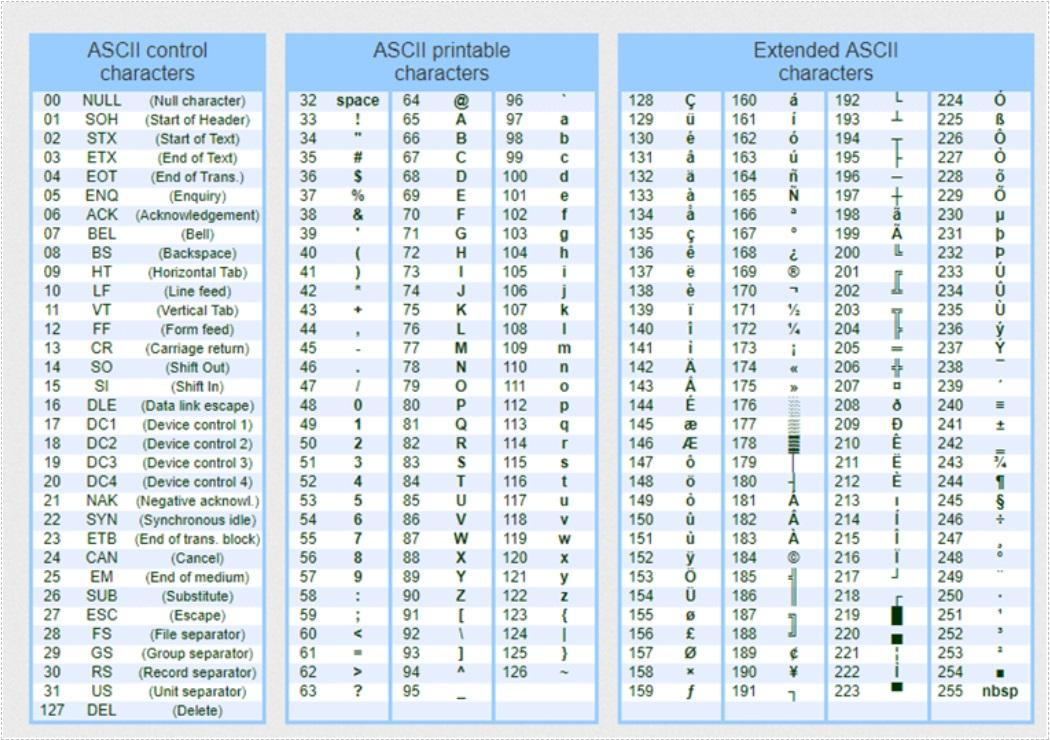 ASCII control characters
ASCII printable characters
Extended ASCII characters
00 NULL (Null character) 32 space 64 @ 96 ` 128 Ç 160 á 192 └ 224 Ó
01 SOH (Start of Header) 33 ! 65 A 97 a 129 ü 161 í 193 ┴ 225 ß
02 STX (Start of Text) 34 " 66 B 98 b 130 é 162 ó 194 ┬ 226 Ô
03 ETX (End of Text) 35 # 67 C 99 c 131 â 163 ú 195 ├ 227 Ò
04 EOT (End of Trans.) 36 $ 68 D 100 d 132 ä 164 ñ 196 ─ 228 õ
05 ENQ (Enquiry) 37 % 69 E 101 e 133 à 165 Ñ 197 ┼ 229 Õ
06 ACK (Acknowledgement) 38 & 70 F 102 f 134 å 166 ª 198 ã 230 µ
07 BEL (Bell) 39 ' 71 G 103 g 135 ç 167 º 199 Ã 231 þ
08 BS (Backspace) 40 ( 72 H 104 h 136 ê 168 ¿ 200 ╚ 232 Þ
09 HT (Horizontal Tab) 41 ) 73 I 105 i 137 ë 169 ® 201 ╔ 233 Ú
10 LF (Line feed) 42 * 74 J 106 j 138 è 170 ¬ 202 ╩ 234 Û
11 VT (Vertical Tab) 43 + 75 K 107 k 139 ï 171 ½ 203 ╦ 235 Ù
12 FF (Form feed) 44 , 76 L 108 l 140 î 172 ¼ 204 ╠ 236 ý
13 CR (Carriage return) 45 - 77 M 109 m 141 ì 173 ¡ 205 ═ 237 Ý
14 SO (Shift Out) 46 . 78 N 110 n 142 Ä 174 « 206 ╬ 238 ¯
15 SI (Shift In) 47 / 79 O 111 o 143 Å 175 » 207 ¤ 239 ´
16 DLE (Data link escape) 48 0 80 P 112 p 144 É 176 ░ 208 ð 240 ≡
17 DC1 (Device control 1) 49 1 81 Q 113 q 145 æ 177 ▒ 209 Ð 241 ±
18 DC2 (Device control 2) 50 2 82 R 114 r 146 Æ 178 ▓ 210 Ê 242 ‗
19 DC3 (Device control 3) 51 3 83 S 115 s 147 ô 179 │ 211 Ë 243 ¾
20 DC4 (Device control 4) 52 4 84 T 116 t 148 ö 180 ┤ 212 È 244 ¶
21 NAK (Negative acknowl.) 53 5 85 U 117 u 149 ò 181 Á 213 ı 245 §
22 SYN (Synchronous idle) 54 6 86 V 118 v 150 û 182 Â 214 Í 246 ÷
23 ETB (End of trans. block) 55 7 87 W 119 w 151 ù 183 À 215 Î 247 ¸
24 CAN (Cancel) 56 8 88 X 120 x 152 ÿ 184 © 216 Ï 248 °
25 EM (End of medium) 57 9 89 Y 121 y 153 Ö 185 ╣ 217 ┘ 249 ¨
26 SUB (Substitute) 58 : 90 Z 122 z 154 Ü 186 ║ 218 ┌ 250 ·
27 ESC (Escape) 59 ; 91 [ 123 { 155 ø 187 ╗ 219 █ 251 ¹
28 FS (File separator) 60 < 92 \ 124 | 156 £ 188 ╝ 220 ▄ 252 ³
29 GS (Group separator) 61 = 93 ] 125 } 157 Ø 189 ¢ 221 ¦ 253 ²
30 RS (Record separator) 62 > 94 ^ 126 ~ 158 × 190 ¥ 222 Ì 254 ■
31 US (Unit separator) 63 ? 95 _ 159 ƒ 191 ┐ 223 ▀ 255 nbsp
127 DEL (Delete)